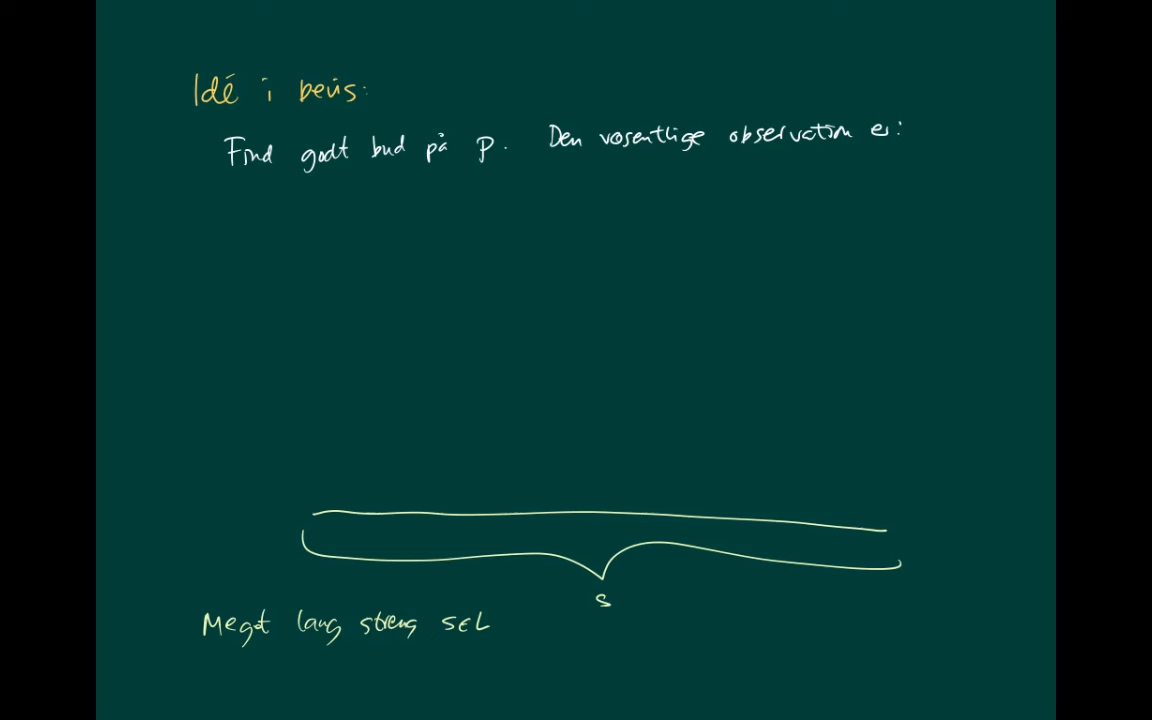 Idé i bevis:
Find godt bud på P. Den væsentlige observation er:
s
Meget lang streng s∈L